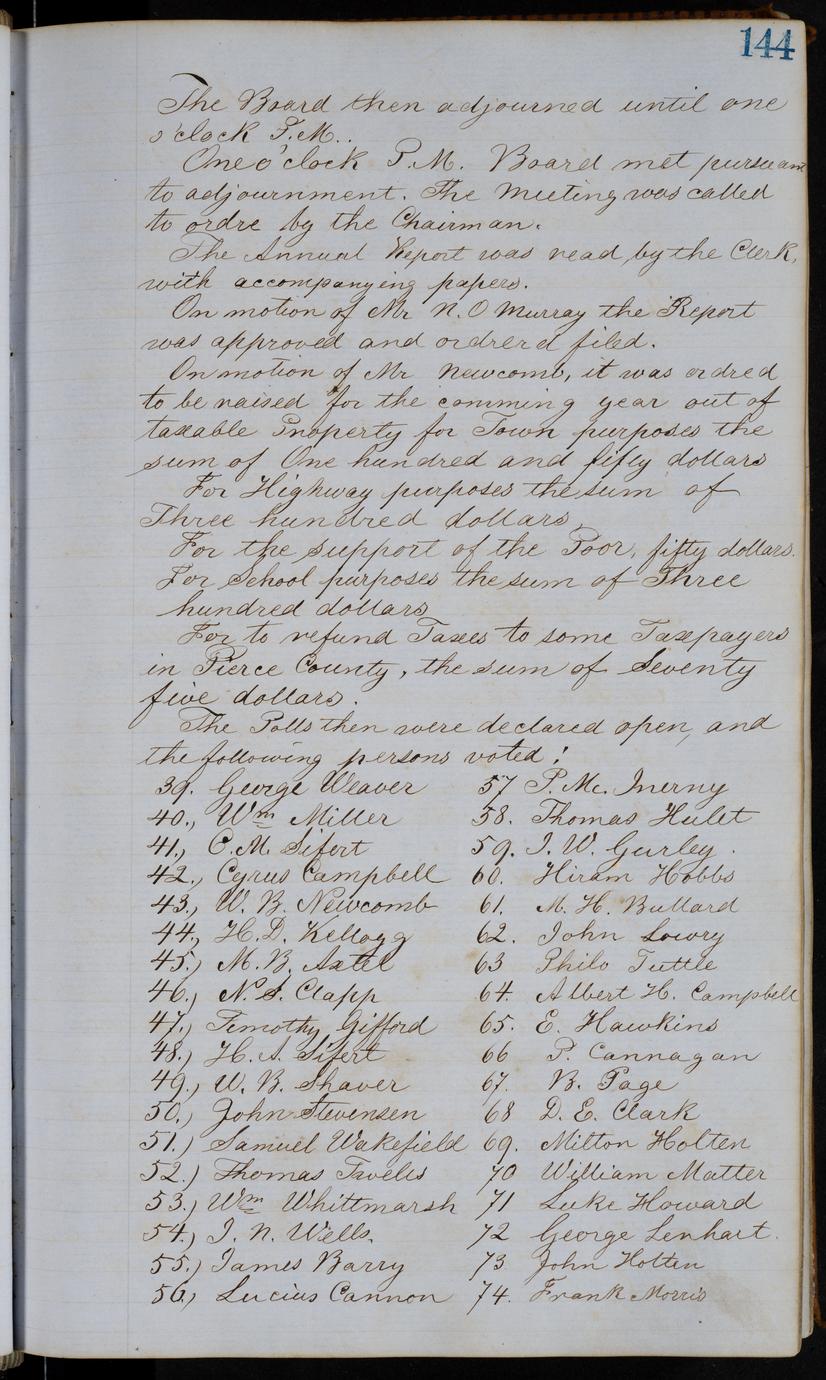 144
The Board then adjourned until one
o'clock P.M..
One o'clock P.M. Board met pursuant
to adjournment. The Meeting was called
to ordre by the Chairman.
The Annual Report was read by the Clerk,
with accompanying papers.
On motion of Mr N. O Murray the Report
was approved and ordrerd filed.
On motion of Mr Newcomb, it was ordred
to be raised for the comming year out of
taxable Property for Town purposes the
sum of One hundred and fifty dollars
For Highway purposes the sum of
Three hundred dollars
For the support of the Poor, fifty dollars.
For School purposes the sum of Three
hundred dollars
For to refund Taxes to some Taxpayers
in Pierce County, the sum of Seventy
five dollars.
The Polls then were declared open, and
the following persons voted!
39. George Weaver
40., Wm Miller
41., C. M. Sifert
42., Cyrus Campbell
43., W. B. Newcomb
44., H. D. Kellogg
45.) M. B. Axtel
46.) N. S. Clapp
47.) Timothy Gifford
48.) H. A. Sifert
49.) W. B. Shaver
50.) John Stevensen
51.) Samuel Wakefield
52.) Thomas Twells
53.) Wm Whittmarsh
54.) J. N. Wells.
55.) James Barry
56.) Lucius Cannon
57 P. Mc. Inerny
58. Thomas Hulet
59. J. W. Gurley.
60. Hiram Hobbs
61. M. H. Bullard
62. John Lowry
63 Philo Tuttle
64. Albert H. Campbell
65. E. Hawkins
66 P. Cannagan
67. B. Page
68 D. E. Clark
69. Milton Holten
70 William Matter
71 Luke Howard
72 George Lenhart.
73 John Holten
74. Frank Morris